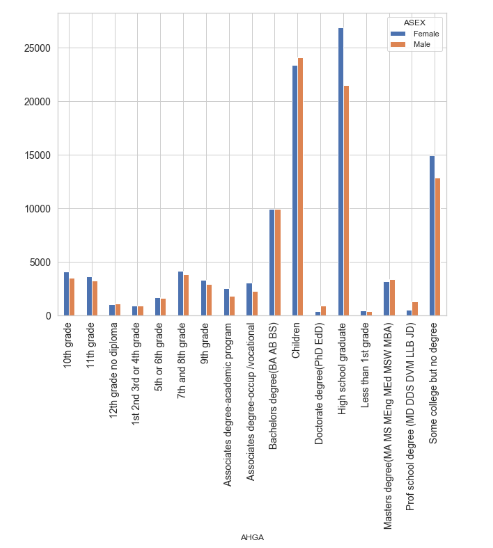 ASEX
Female
Male
25000
20000
15000
10000
5000
0
10th grade
11th grade
12th grade no diploma
1st 2nd 3rd or 4th grade
5th or 6th grade
7th and 8th grade
9th grade
Associates degree-academic program
Associates degree-occup /vocational
Bachelors degree(BA AB BS)
Children
Doctorate degree(PhD EdD)
High school graduate
Less than 1st grade
Masters degree(MA MS MEng MEd MSW MBA)
Prof school degree (MD DDS DVM LLB JD)
Some college but no degree
AHGA